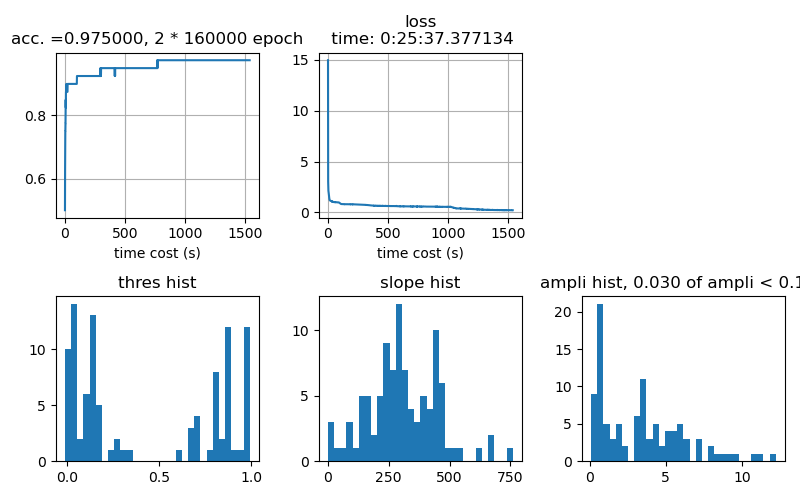 acc. =0.975000, 2 * 160000 epoch
0.8
0.6
0 500 1000 1500
time cost (s)
loss
time: 0:25:37.377134
15
10
5
0
0 500 1000 1500
time cost (s)
thres hist
10
5
0
0.0 0.5 1.0
slope hist
10
5
0
0 250 500 750
ampli hist, 0.030 of ampli < 0.1
20
15
10
5
0
0 5 10